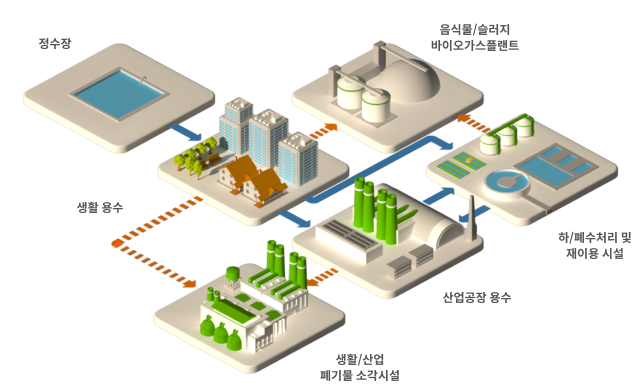 음식물/슬러지
바이오가스플랜트
정수장
생활 용수
하/폐수처리 및
재이용 시설
산업공장 용수
생활/산업
폐기물 소각시설